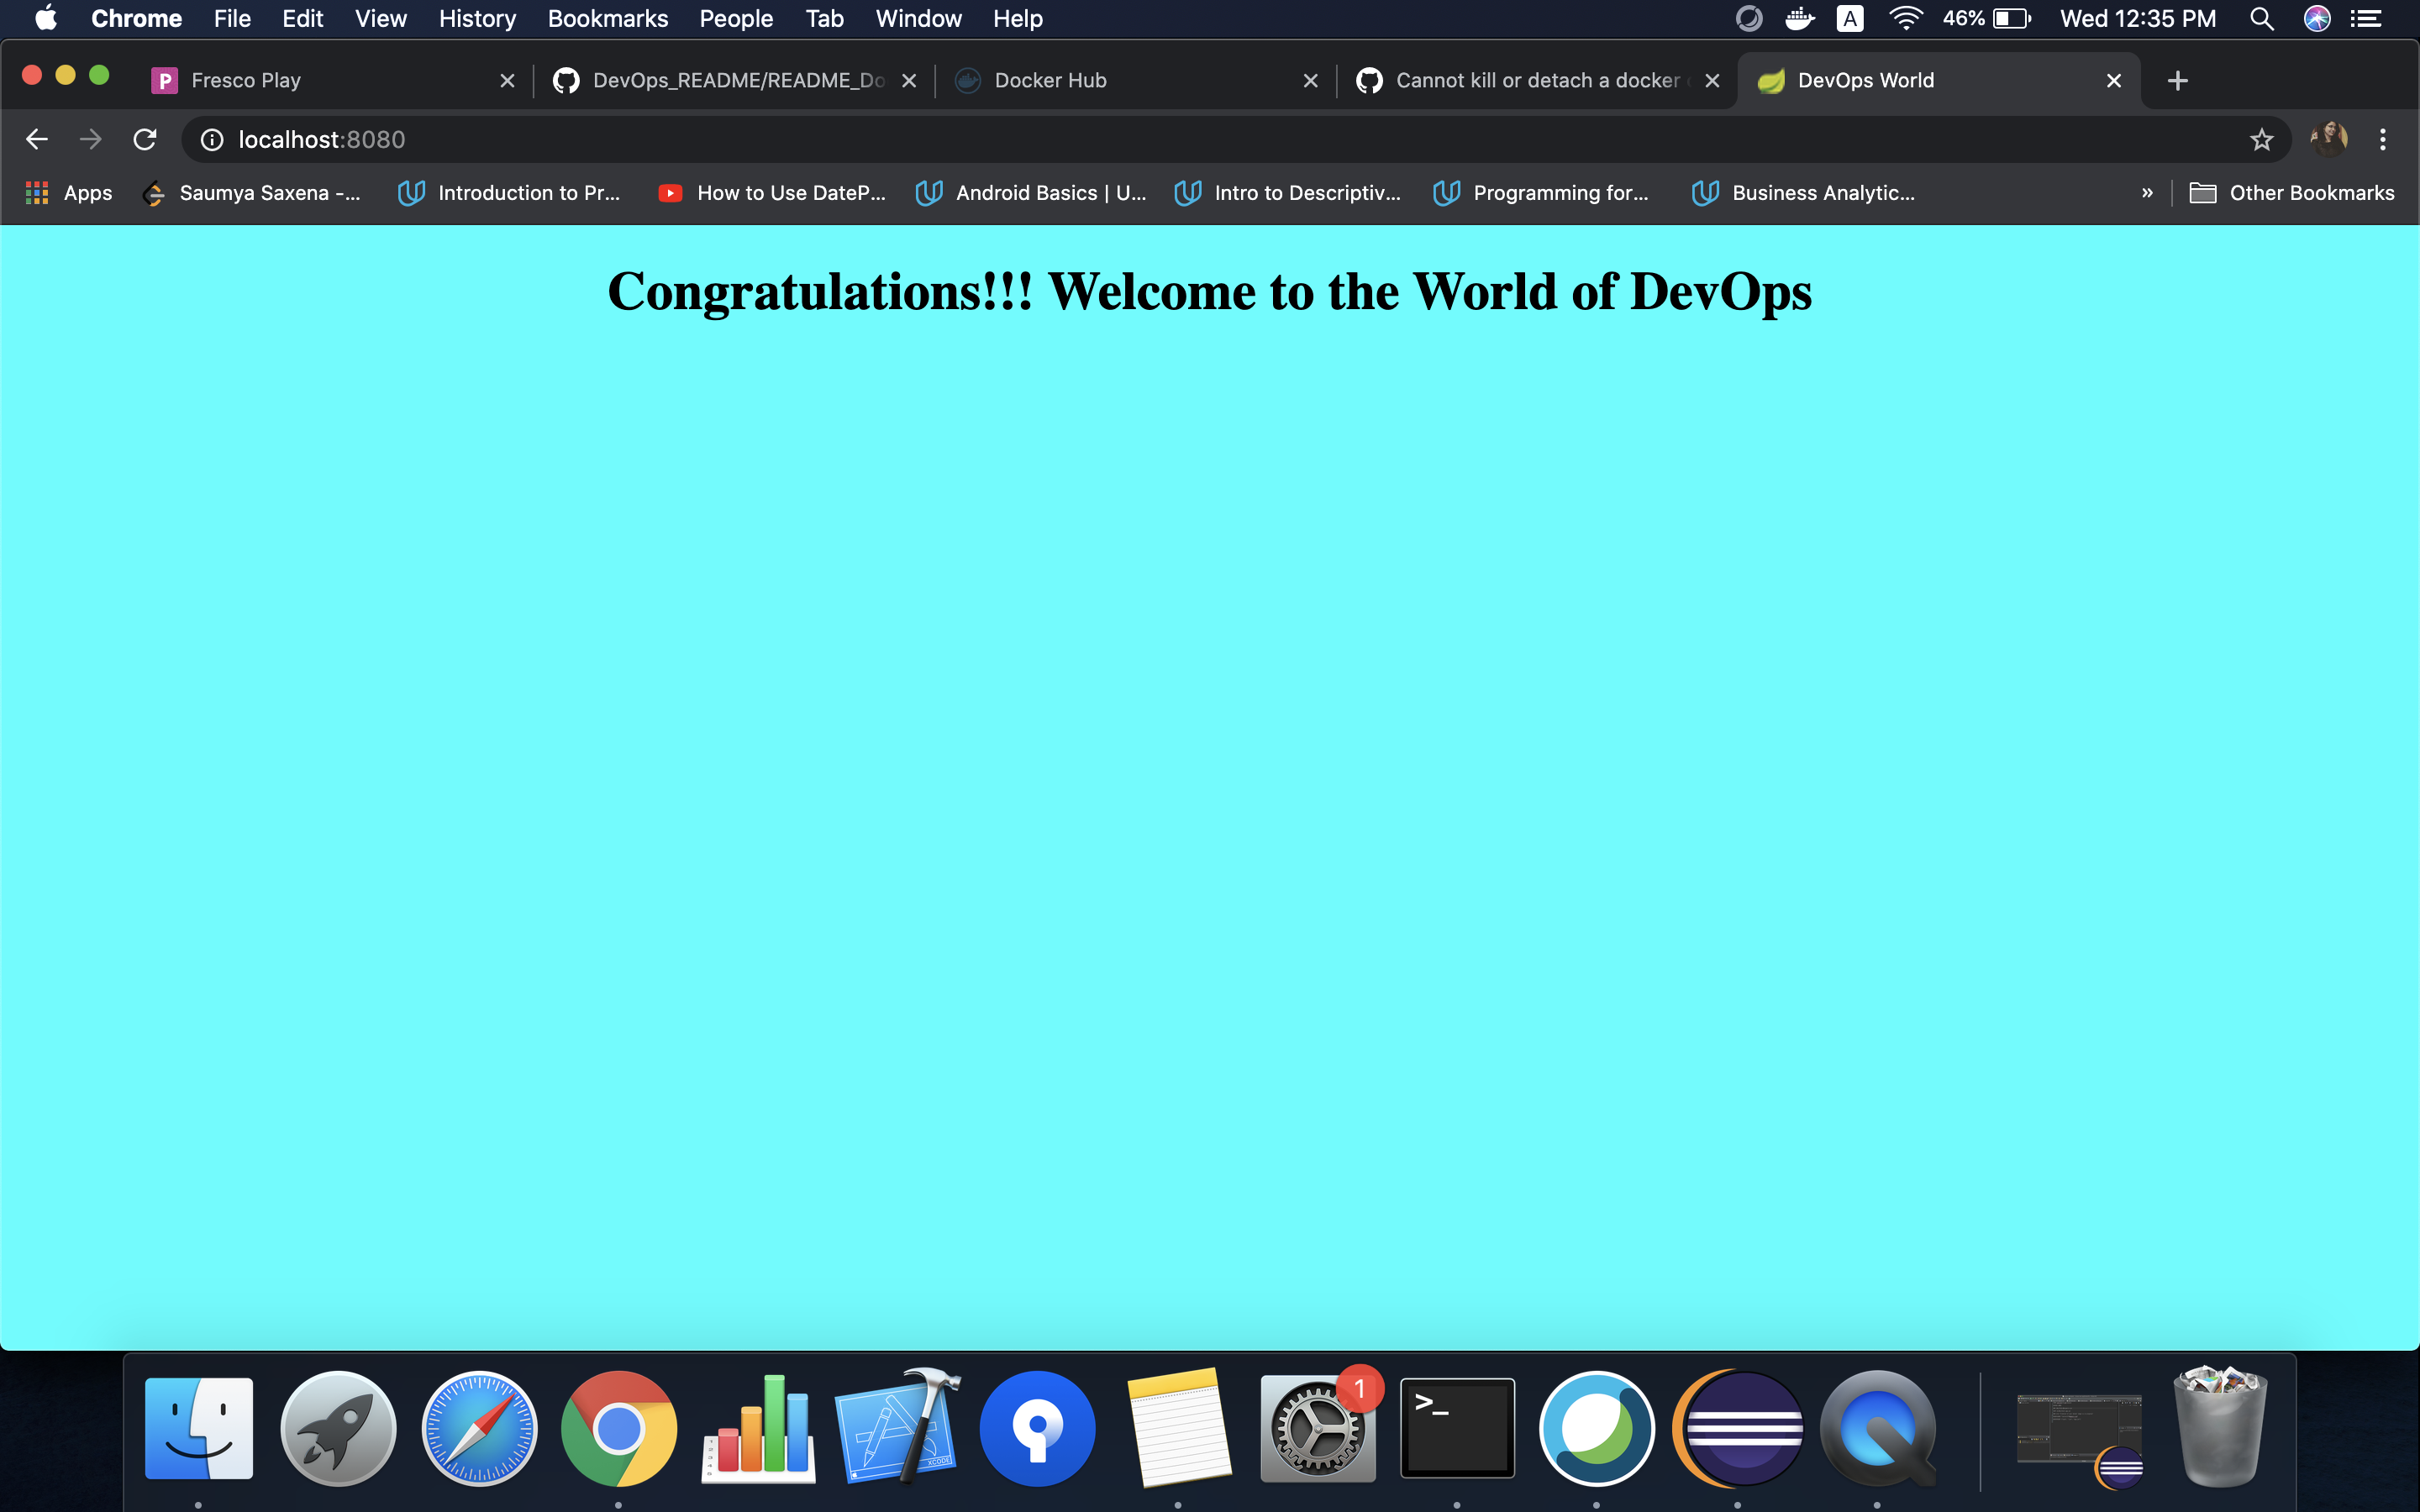 Chrome File Edit View History Bookmarks People Tab Window Help A 46% Wed 12:35 PM
P Fresco Play DevOps_README/README_Do Docker Hub Cannot kill or detach a docker DevOps World
localhost:8080
Apps Saumya Saxena -... Introduction to Pr... How to Use DateP... Android Basics | U... Intro to Descriptiv... Programming for... Business Analytic... » Other Bookmarks
Congratulations!!! Welcome to the World of DevOps
XCODE 1 >_